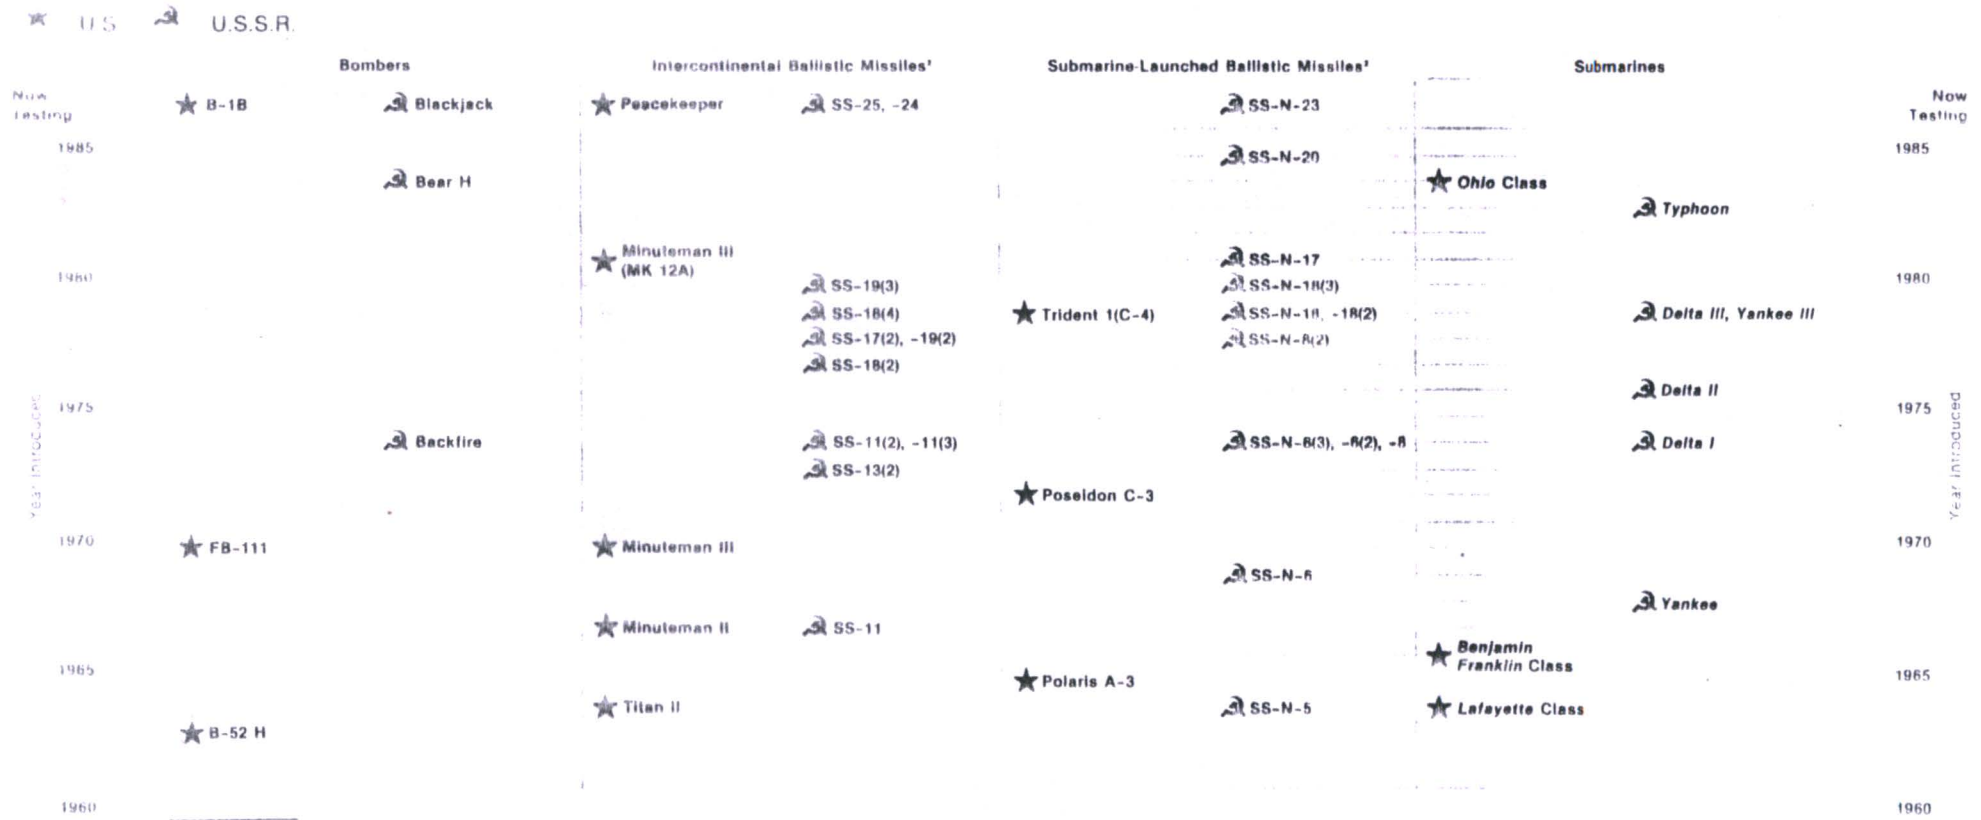 U.S. U.S.S.R.
Bombers Intercontinental Ballistic Missiles¹ Submarine-Launched Ballistic Missiles¹ Submarines
Now
Testing
B-1B Blackjack Peacekeeper SS-25, -24 SS-N-23
Now
Testing
1985 SS-N-20 1985
Bear H Ohio Class
Typhoon
Minuteman III
(MK 12A)
SS-N-17
1980 SS-19(3) SS-N-18(3) 1980
SS-18(4) Trident 1(C-4) SS-N-18, -18(2) Delta III, Yankee III
SS-17(2), -19(2) SS-N-8(2)
SS-18(2)
Delta II
1975 1975
Year Introduced
Year Introduced
Backfire SS-11(2), -11(3) SS-N-6(3), -6(2), -8 Delta I
SS-13(2)
Poseidon C-3
1970 FB-111 Minuteman III 1970
SS-N-6
Yankee
Minuteman II SS-11
Benjamin
Franklin Class
1965 Polaris A-3 1965
Titan II SS-N-5 Lafayette Class
B-52 H
1960 1960